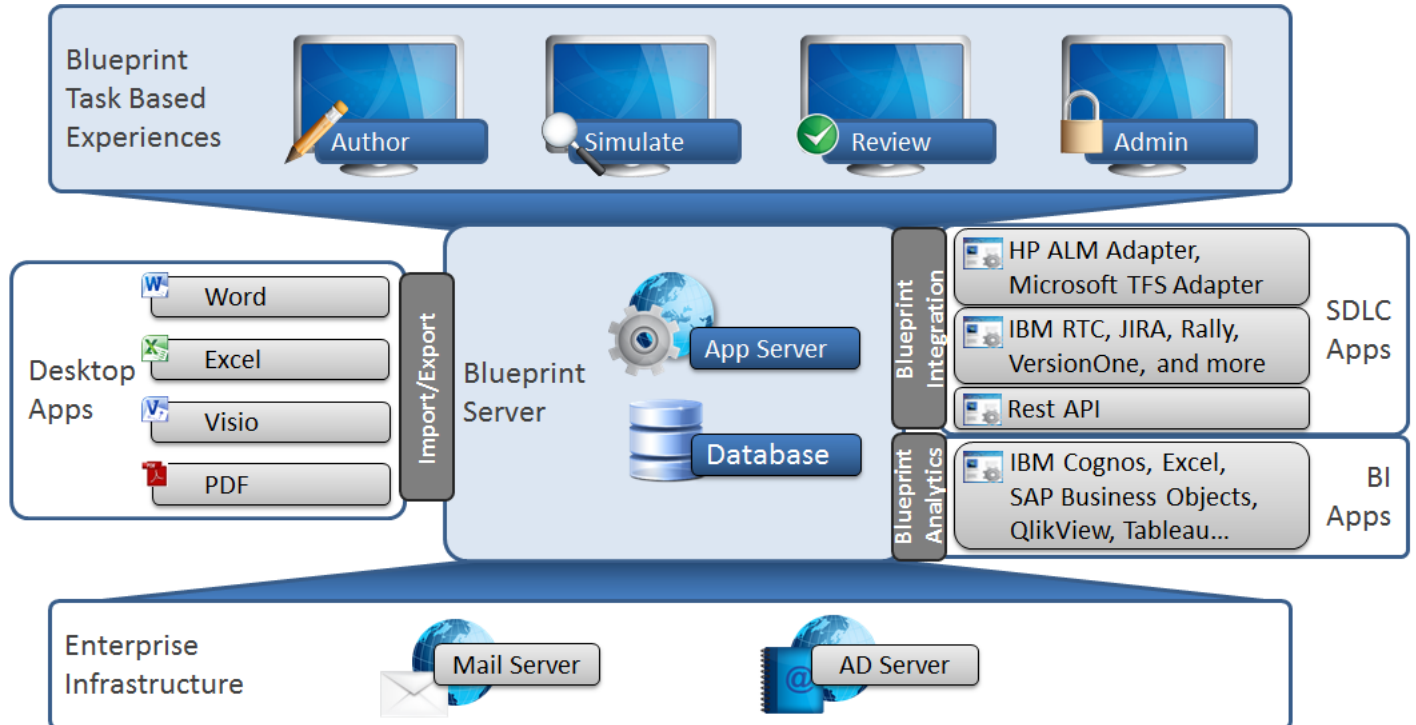 Blueprint
Task Based
Experiences
Author
Simulate
Review
Admin
Desktop
Apps
Word
Excel
Visio
PDF
Import/Export
Blueprint
Server
App Server
Database
Blueprint
Integration
HP ALM Adapter,
Microsoft TFS Adapter
IBM RTC, JIRA, Rally,
VersionOne, and more
Rest API
SDLC
Apps
Blueprint
Analytics
IBM Cognos, Excel,
SAP Business Objects,
QlikView, Tableau...
BI
Apps
Enterprise
Infrastructure
Mail Server
AD Server